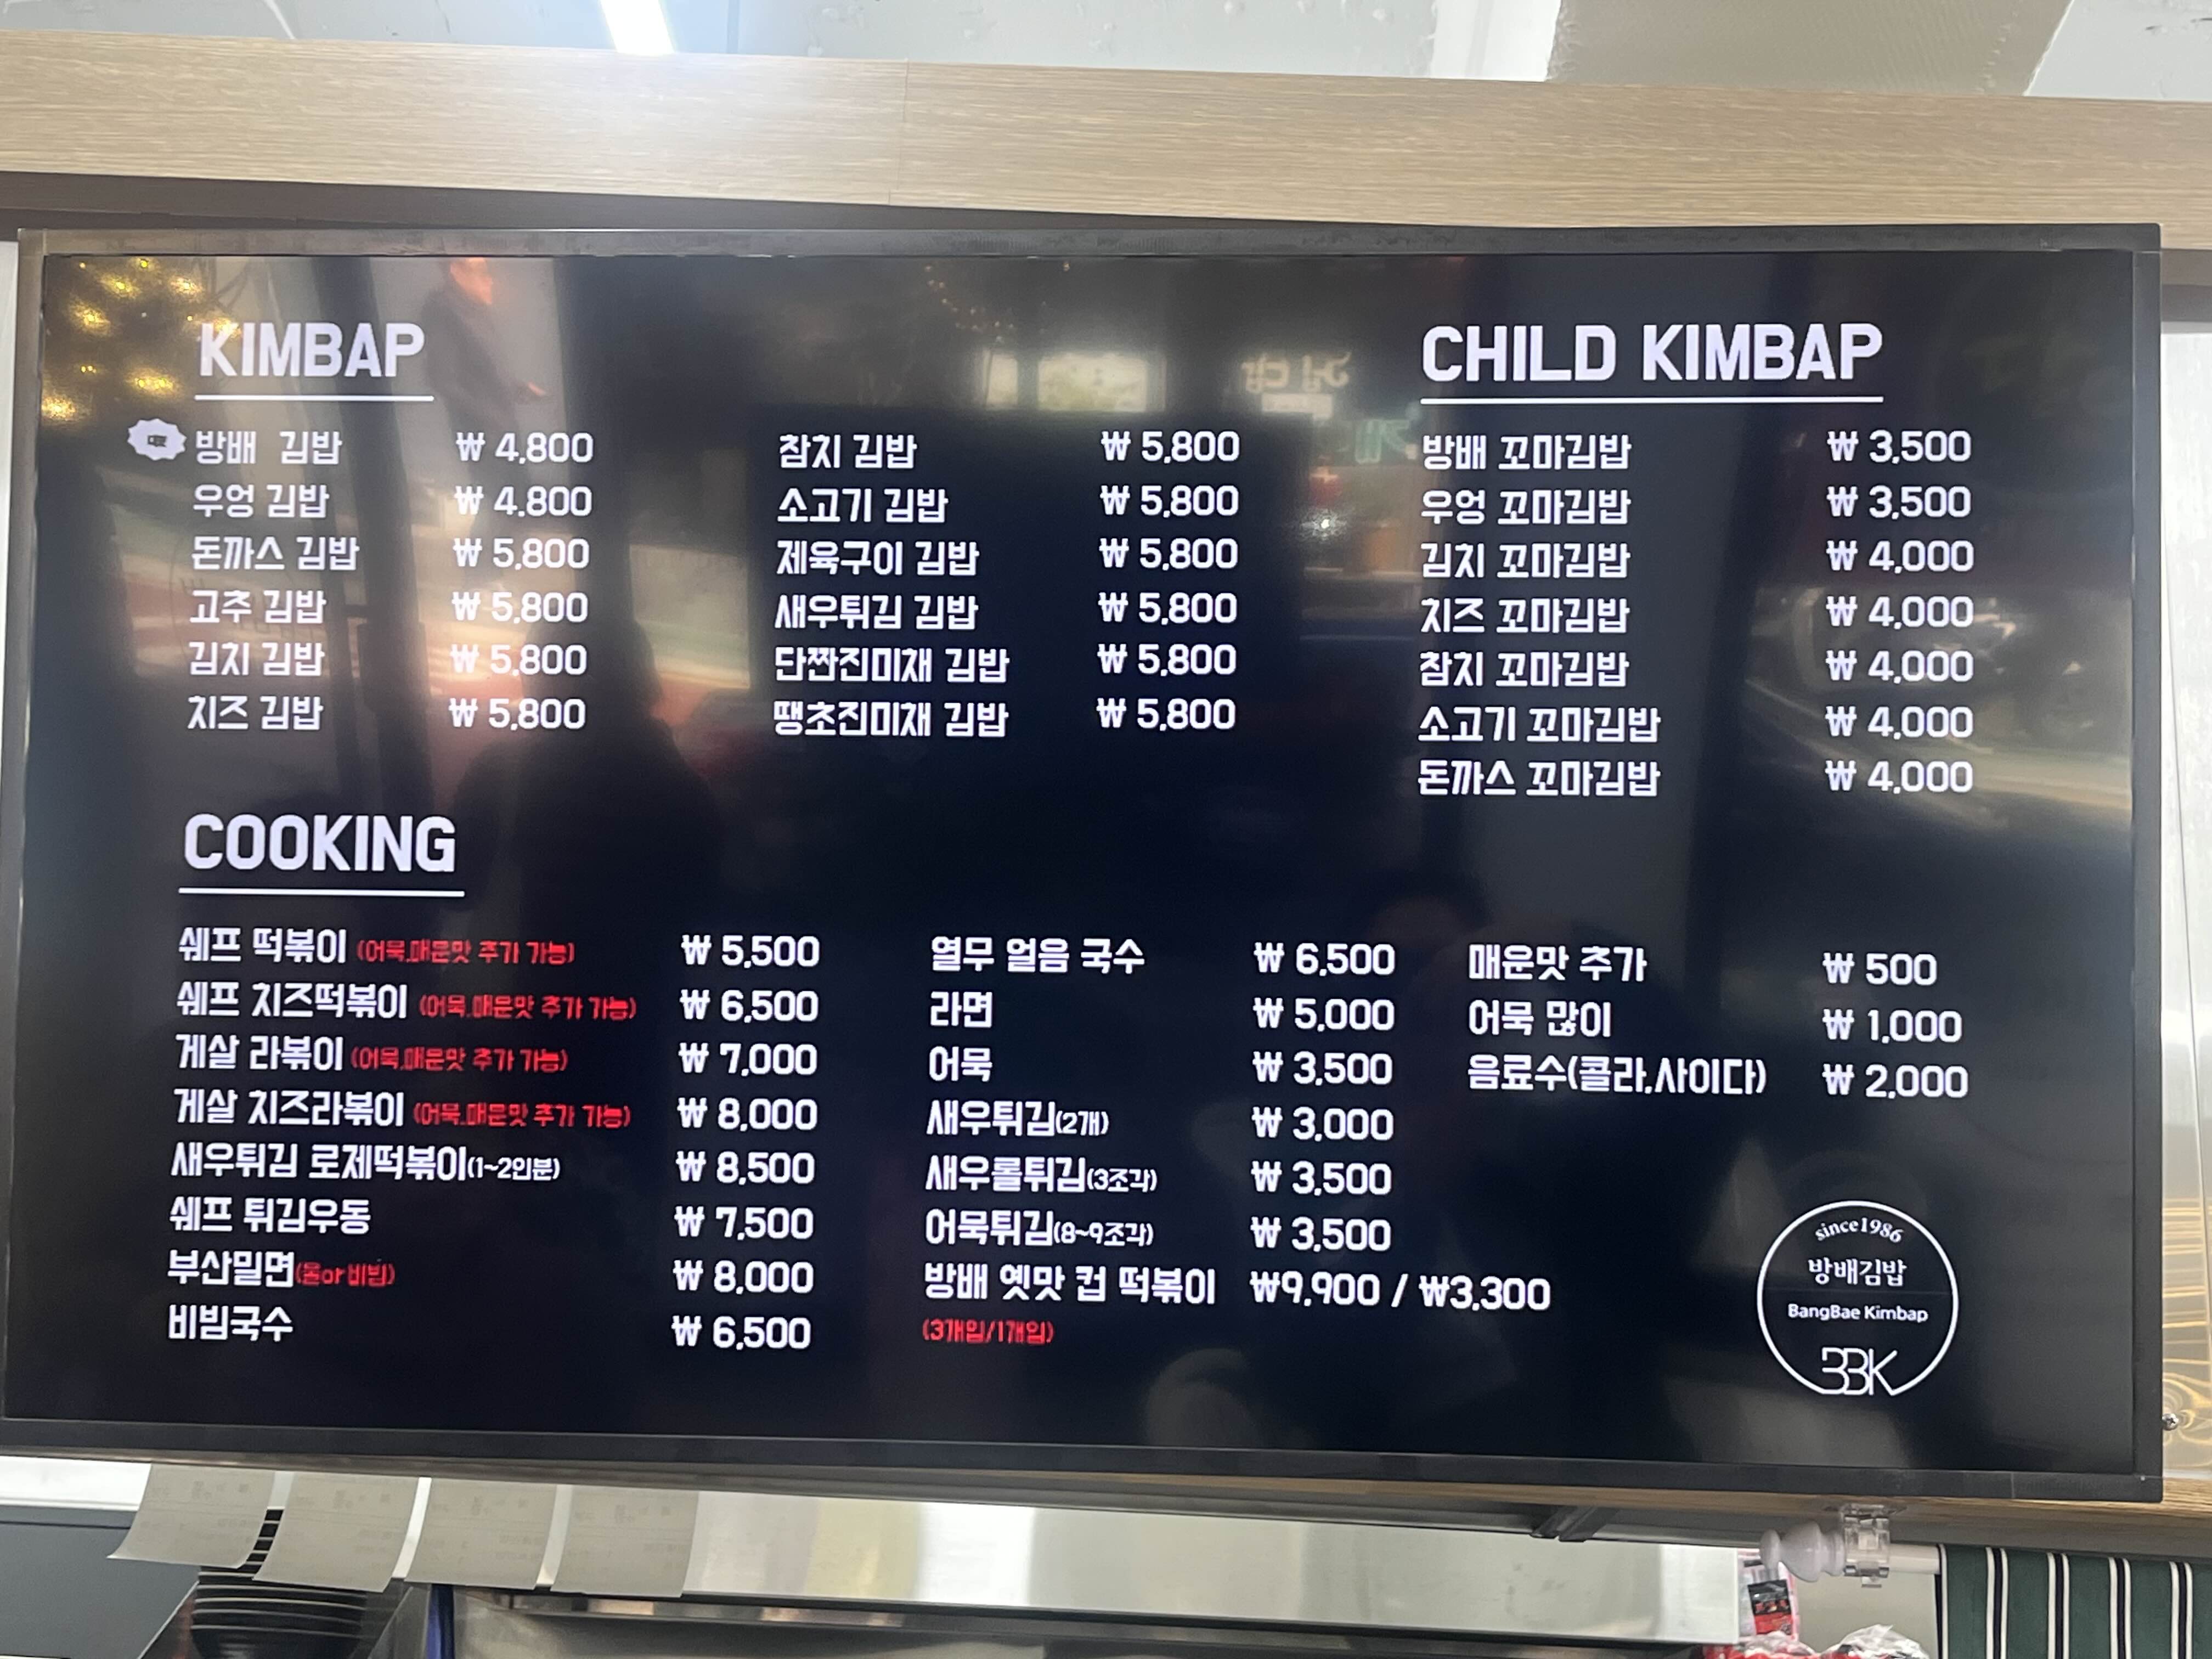 KIMBAP
방배 김밥 ₩ 4,800
우엉 김밥 ₩ 4,800
돈까스 김밥 ₩ 5,800
고추 김밥 ₩ 5,800
김치 김밥 ₩ 5,800
치즈 김밥 ₩ 5,800
참치 김밥 ₩ 5,800
소고기 김밥 ₩ 5,800
제육구이 김밥 ₩ 5,800
새우튀김 김밥 ₩ 5,800
단짠진미채 김밥 ₩ 5,800
땡초진미채 김밥 ₩ 5,800
CHILD KIMBAP
방배 꼬마김밥 ₩ 3,500
우엉 꼬마김밥 ₩ 3,500
김치 꼬마김밥 ₩ 4,000
치즈 꼬마김밥 ₩ 4,000
참치 꼬마김밥 ₩ 4,000
소고기 꼬마김밥 ₩ 4,000
돈까스 꼬마김밥 ₩ 4,000
COOKING
쉐프 떡볶이 (어묵,매운맛 추가 가능) ₩ 5,500
쉐프 치즈떡볶이 (어묵,매운맛 추가 가능) ₩ 6,500
게살 라볶이 (어묵,매운맛 추가 가능) ₩ 7,000
게살 치즈라볶이 (어묵,매운맛 추가 가능) ₩ 8,000
새우튀김 로제떡볶이(1~2인분) ₩ 8,500
쉐프 튀김우동 ₩ 7,500
부산밀면(물or비빔) ₩ 8,000
비빔국수 ₩ 6,500
열무 얼음 국수 ₩ 6,500
라면 ₩ 5,000
어묵 ₩ 3,500
새우튀김(2개) ₩ 3,000
새우롤튀김(3조각) ₩ 3,500
어묵튀김(8~9조각) ₩ 3,500
방배 옛맛 컵 떡볶이 ₩9,900 / ₩3,300
(3개입/1개입)
매운맛 추가 ₩ 500
어묵 많이 ₩ 1,000
음료수(콜라,사이다) ₩ 2,000
since1986
방배김밥
BangBae Kimbap
BBK